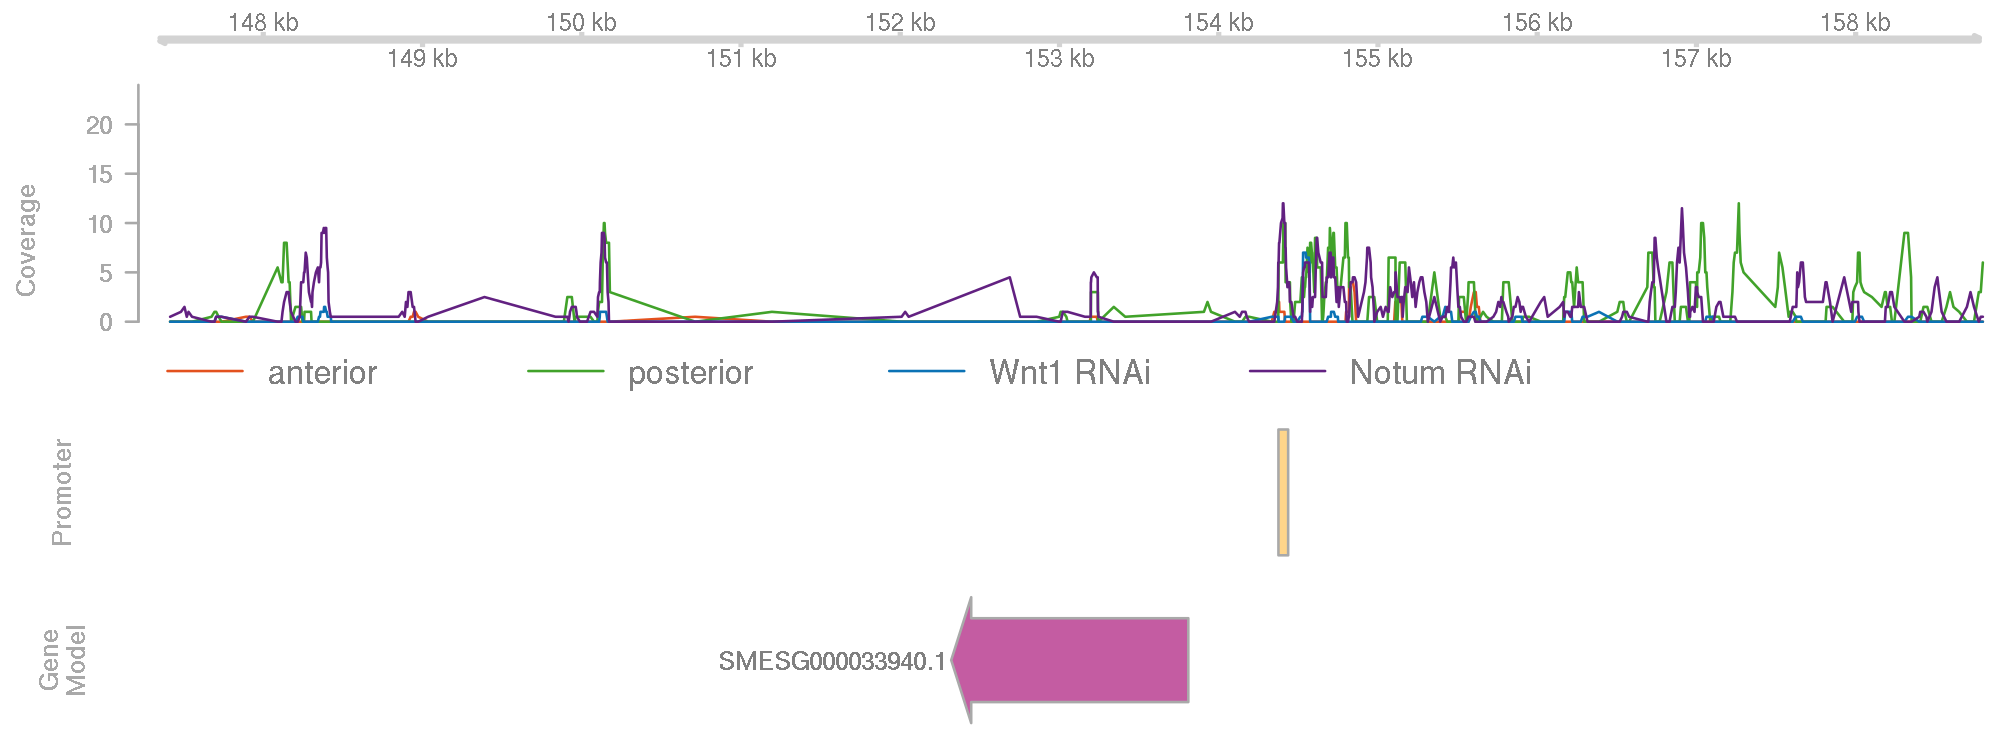 148 kb 150 kb 152 kb 154 kb 156 kb 158 kb
149 kb 151 kb 153 kb 155 kb 157 kb
Coverage
20
15
10
5
0
anterior posterior Wnt1 RNAi Notum RNAi
Promoter
Gene
Model
SMESG000033940.1